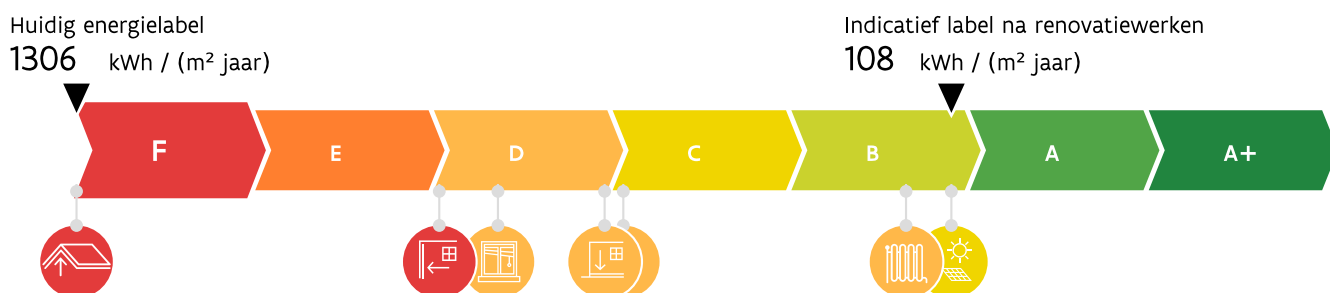 Huidig energielabel
1306 kWh / (m² jaar)
Indicatief label na renovatiewerken
108 kWh / (m² jaar)
F E D C B A A+